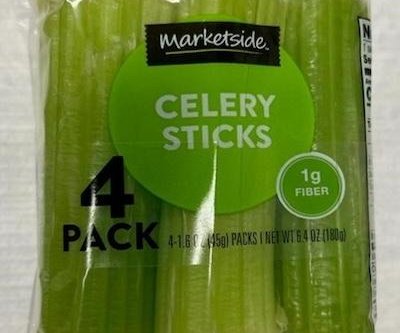 marketside
CELERY
STICKS
1g
FIBER
4
PACK
4-1.6 OZ (45g) PACKS | NET WT 6.4 OZ (180g)